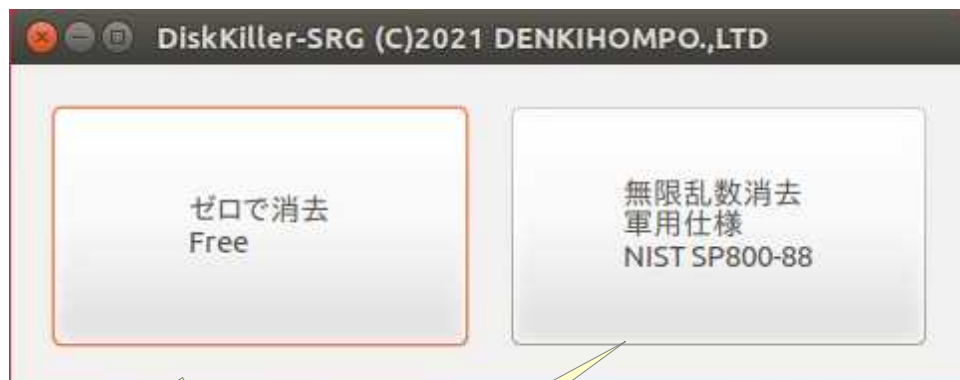 DiskKiller-SRG (C)2021 DENKIHOMPO.,LTD
ゼロで消去
Free
無限乱数消去
軍用仕様
NIST SP800-88